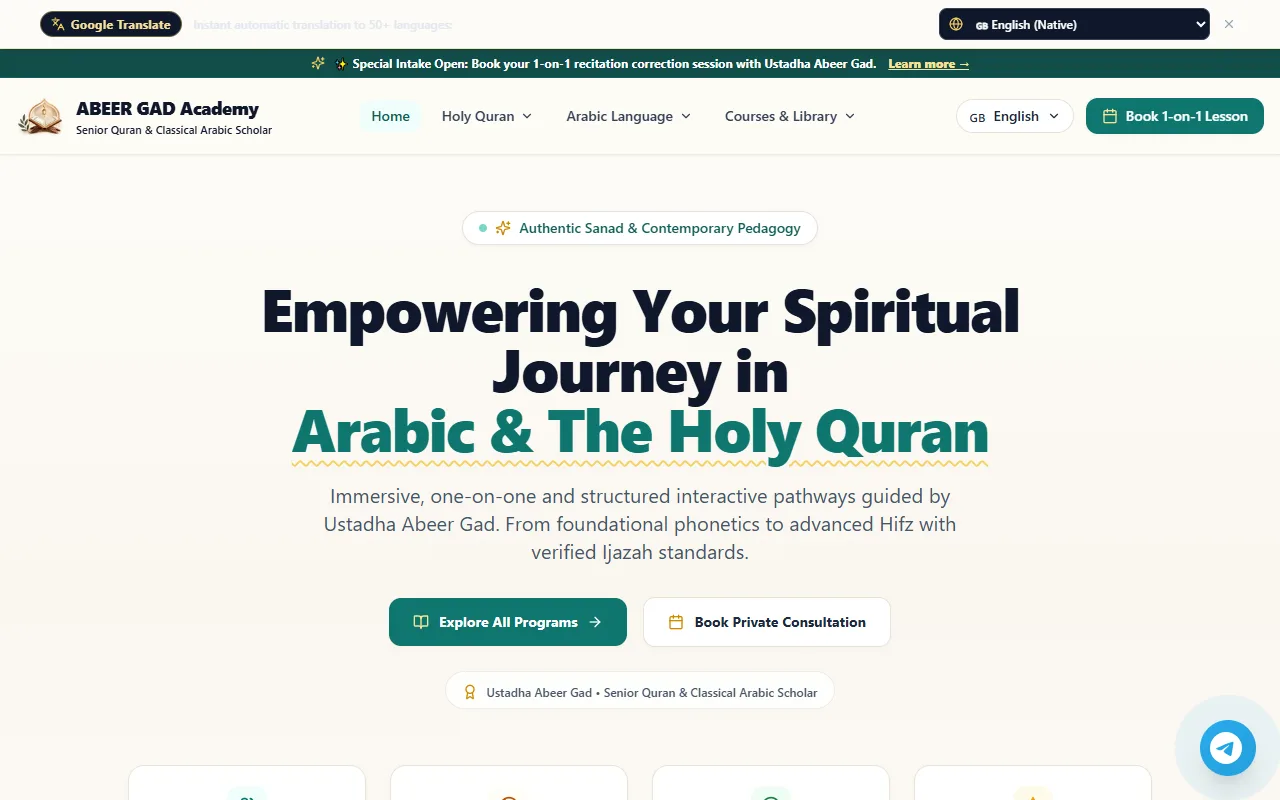 Google Translate
Instant automatic translation to 50+ languages:
GB English (Native)
✨ Special Intake Open: Book your 1-on-1 recitation correction session with Ustadha Abeer Gad. Learn more →
ABEER GAD Academy
Senior Quran & Classical Arabic Scholar
Home
Holy Quran
Arabic Language
Courses & Library
GB English
Book 1-on-1 Lesson
Authentic Sanad & Contemporary Pedagogy
Empowering Your Spiritual
Journey in
Arabic & The Holy Quran
Immersive, one-on-one and structured interactive pathways guided by
Ustadha Abeer Gad. From foundational phonetics to advanced Hifz with
verified Ijazah standards.
Explore All Programs
Book Private Consultation
Ustadha Abeer Gad • Senior Quran & Classical Arabic Scholar